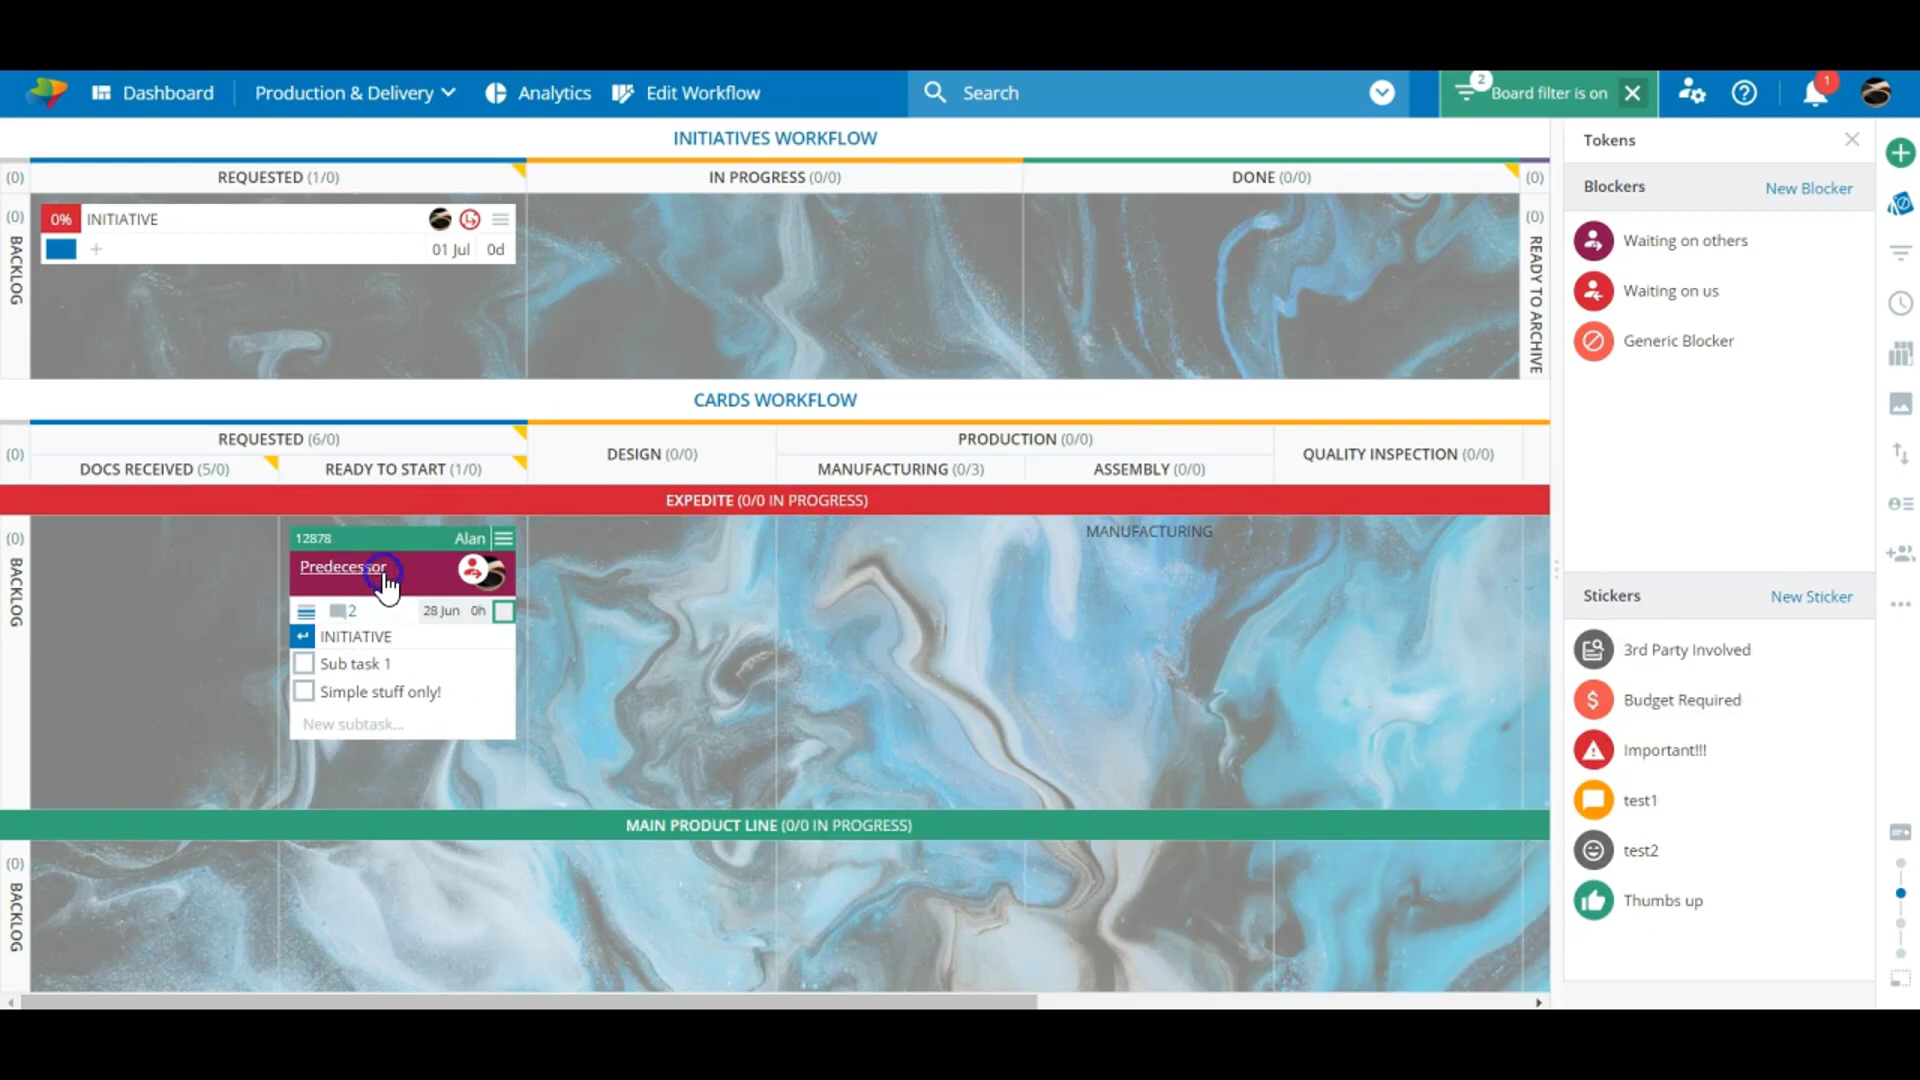 Dashboard
Production & Delivery
Analytics
Edit Workflow
Search
2
Board filter is on
1
INITIATIVES WORKFLOW
(0)
REQUESTED (1/0)
IN PROGRESS (0/0)
DONE (0/0)
(0)
(0)
BACKLOG
0%
INITIATIVE
01 Jul
0d
(0)
READY TO ARCHIVE
CARDS WORKFLOW
(0)
REQUESTED (6/0)
DOCS RECEIVED (5/0)
READY TO START (1/0)
DESIGN (0/0)
PRODUCTION (0/0)
MANUFACTURING (0/3)
ASSEMBLY (0/0)
QUALITY INSPECTION (0/0)
EXPEDITE (0/0 IN PROGRESS)
(0)
BACKLOG
12878
Alan
Predecessor
2
28 Jun
0h
INITIATIVE
Sub task 1
Simple stuff only!
New subtask...
MANUFACTURING
MAIN PRODUCT LINE (0/0 IN PROGRESS)
(0)
BACKLOG
Tokens
Blockers
New Blocker
Waiting on others
Waiting on us
Generic Blocker
Stickers
New Sticker
3rd Party Involved
Budget Required
Important!!!
test1
test2
Thumbs up